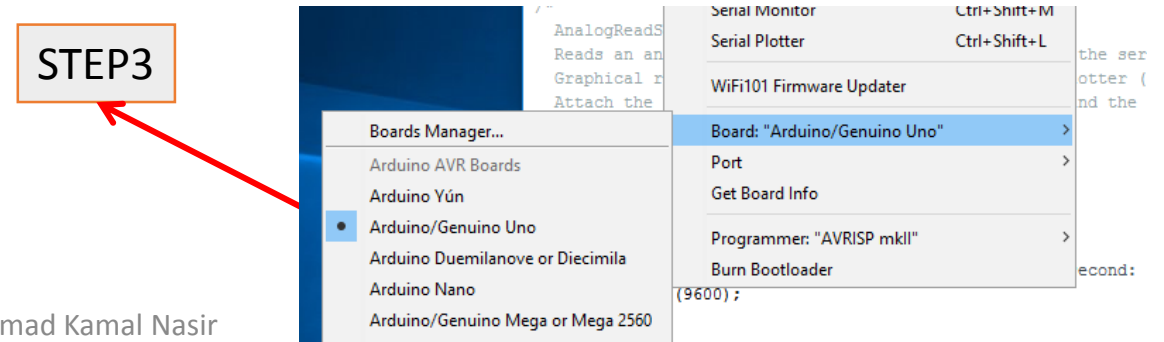 STEP3
/*
AnalogReadS
Reads an an
Graphical r
Attach the
the ser
otter (
nd the
econd:
(9600);
Serial Monitor Ctrl+Shift+M
Serial Plotter Ctrl+Shift+L
WiFi101 Firmware Updater
Board: "Arduino/Genuino Uno"
Port
Get Board Info
Programmer: "AVRISP mkII"
Burn Bootloader
Boards Manager...
Arduino AVR Boards
Arduino Yún
Arduino/Genuino Uno
Arduino Duemilanove or Diecimila
Arduino Nano
Arduino/Genuino Mega or Mega 2560
mad Kamal Nasir